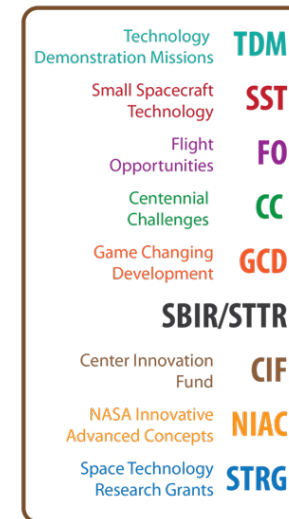 Technology
Demonstration Missions TDM
Small Spacecraft
Technology SST
Flight
Opportunities FO
Centennial
Challenges CC
Game Changing
Development GCD
SBIR/STTR
Center Innovation
Fund CIF
NASA Innovative
Advanced Concepts NIAC
Space Technology
Research Grants STRG